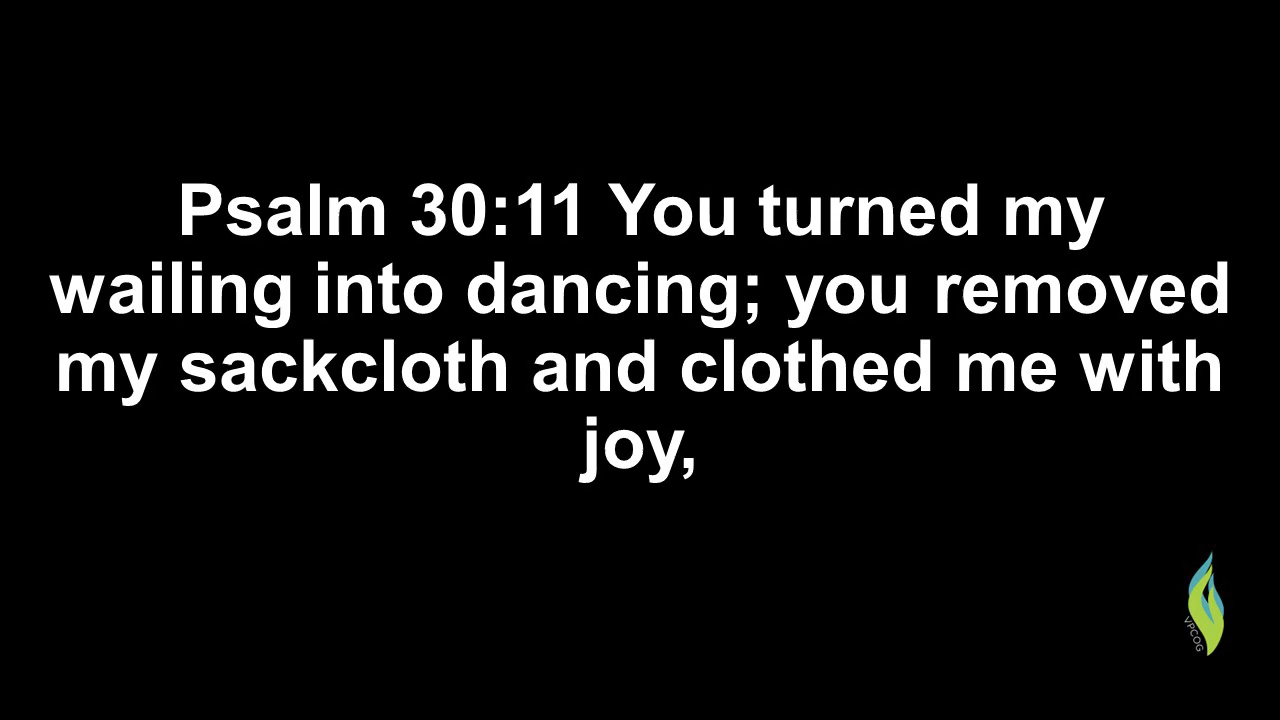 Psalm 30:11 You turned my
wailing into dancing; you removed
my sackcloth and clothed me with
joy,
VPCOG